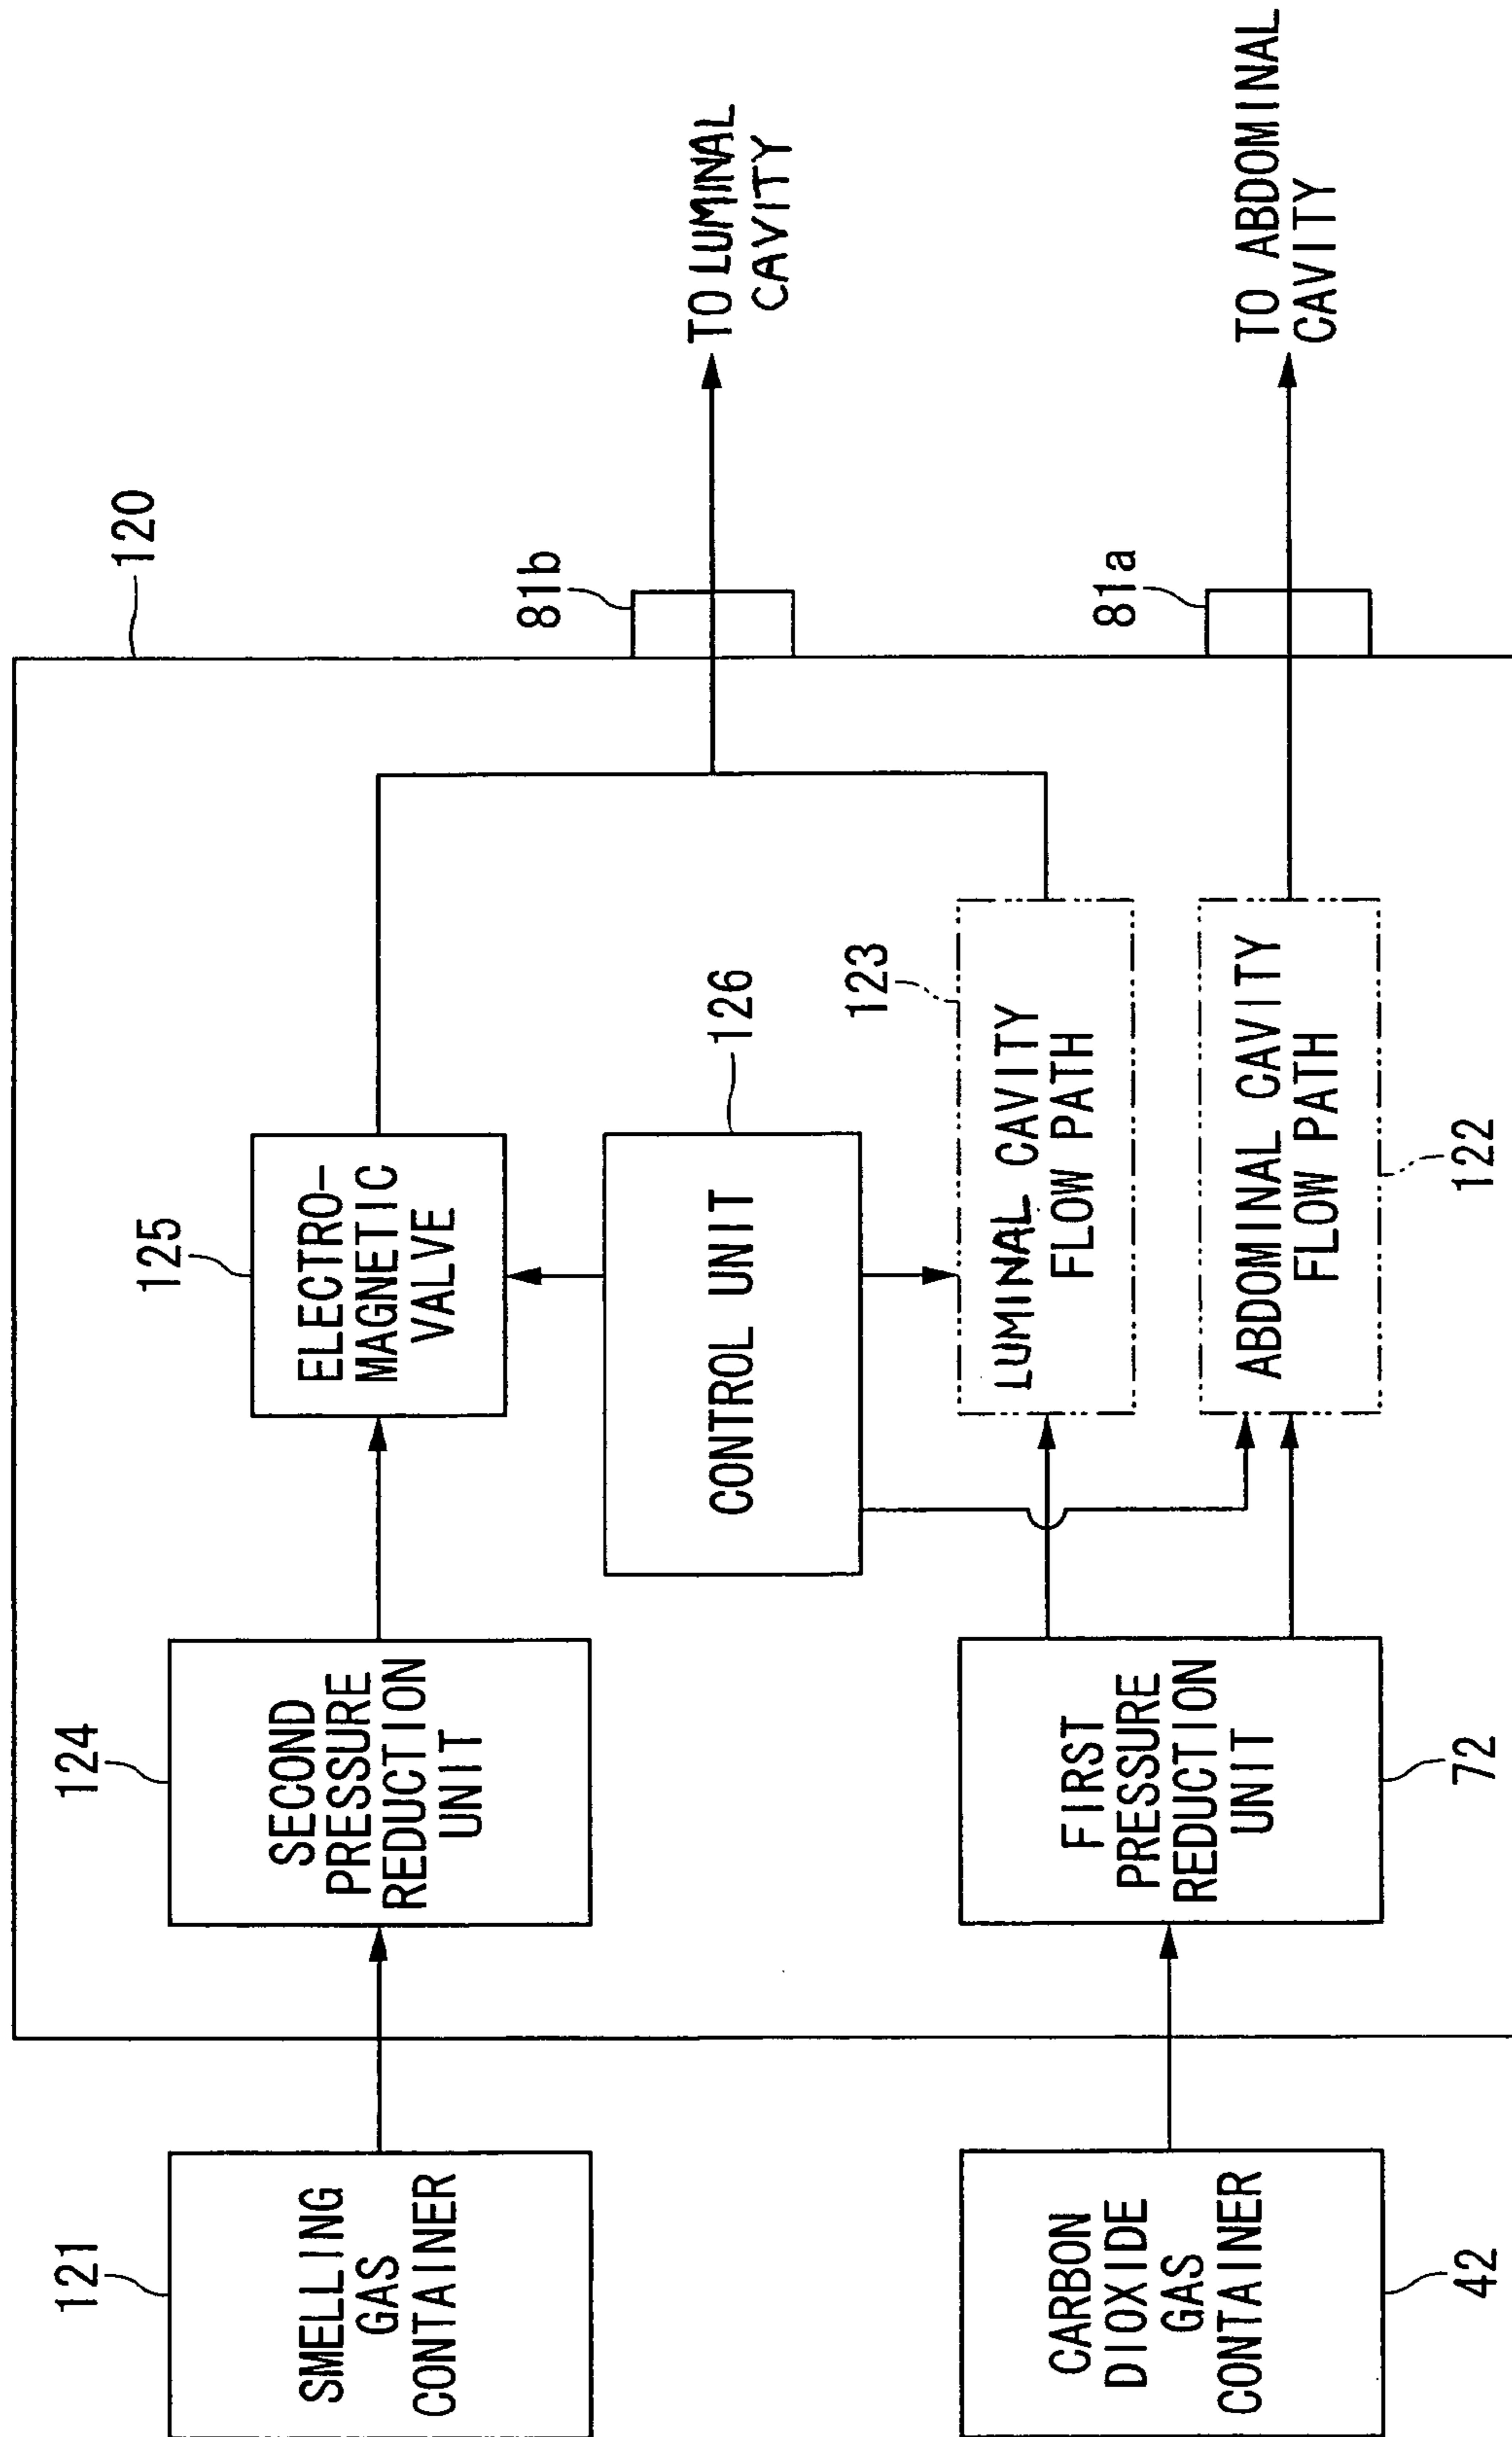 120
121
SMELLING
GAS
CONTAINER
124
SECOND
PRESSURE
REDUCTION
UNIT
125
ELECTRO-
MAGNETIC
VALVE
81b
TO LUMINAL
CAVITY
126
CONTROL UNIT
123
LUMINAL CAVITY
FLOW PATH
CARBON
DIOXIDE
GAS
CONTAINER
42
FIRST
PRESSURE
REDUCTION
UNIT
72
ABDOMINAL CAVITY
FLOW PATH
122
81a
TO ABDOMINAL
CAVITY